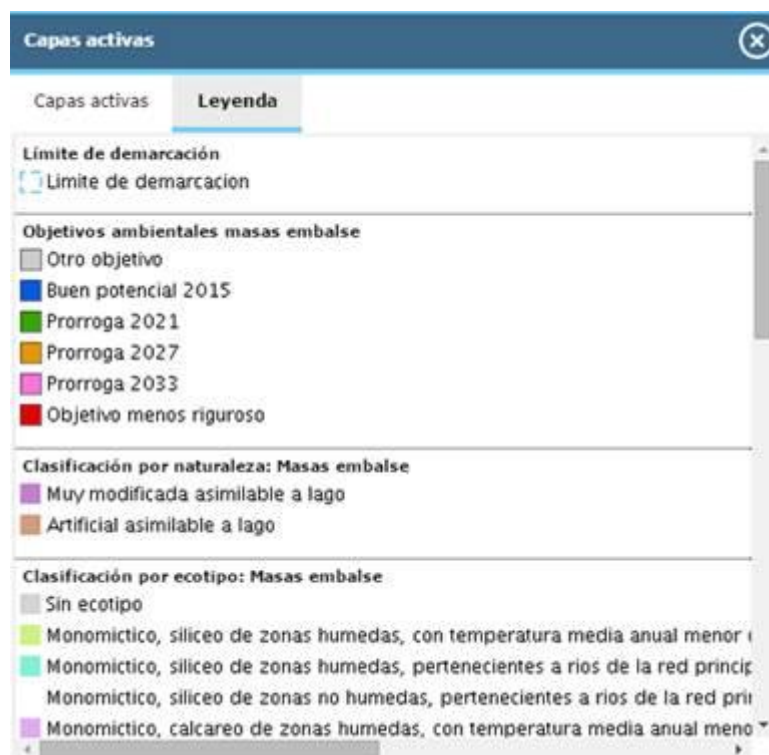 Capas activas
Capas activas
Leyenda
Límite de demarcación
Limite de demarcacion
Objetivos ambientales masas embalse
Otro objetivo
Buen potencial 2015
Prorroga 2021
Prorroga 2027
Prorroga 2033
Objetivo menos riguroso
Clasificación por naturaleza: Masas embalse
Muy modificada asimilable a lago
Artificial asimilable a lago
Clasificación por ecotipo: Masas embalse
Sin ecotipo
Monomictico, siliceo de zonas humedas, con temperatura media anual menor
Monomictico, siliceo de zonas humedas, pertenecientes a rios de la red princip
Monomictico, siliceo de zonas no humedas, pertenecientes a rios de la red prin
Monomictico, calcareo de zonas humedas, con temperatura media anual meno